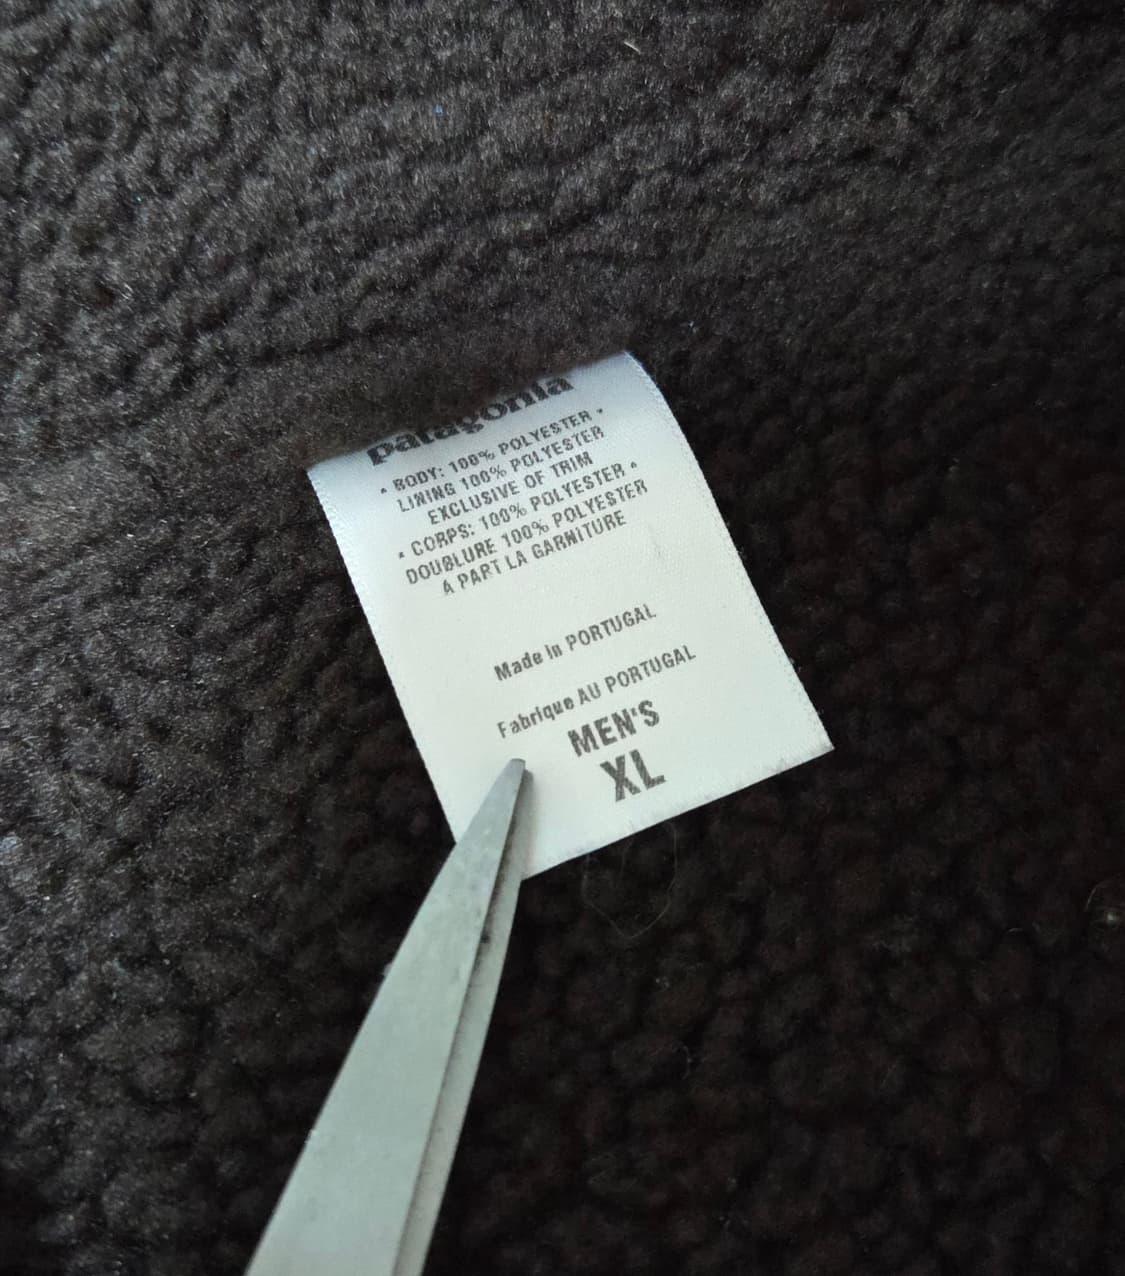 patagonia
• BODY: 100% POLYESTER •
LINING 100% POLYESTER
EXCLUSIVE OF TRIM
• CORPS: 100% POLYESTER •
DOUBLURE 100% POLYESTER
À PART LA GARNITURE
Made in PORTUGAL
Fabrique AU PORTUGAL
MEN'S
XL